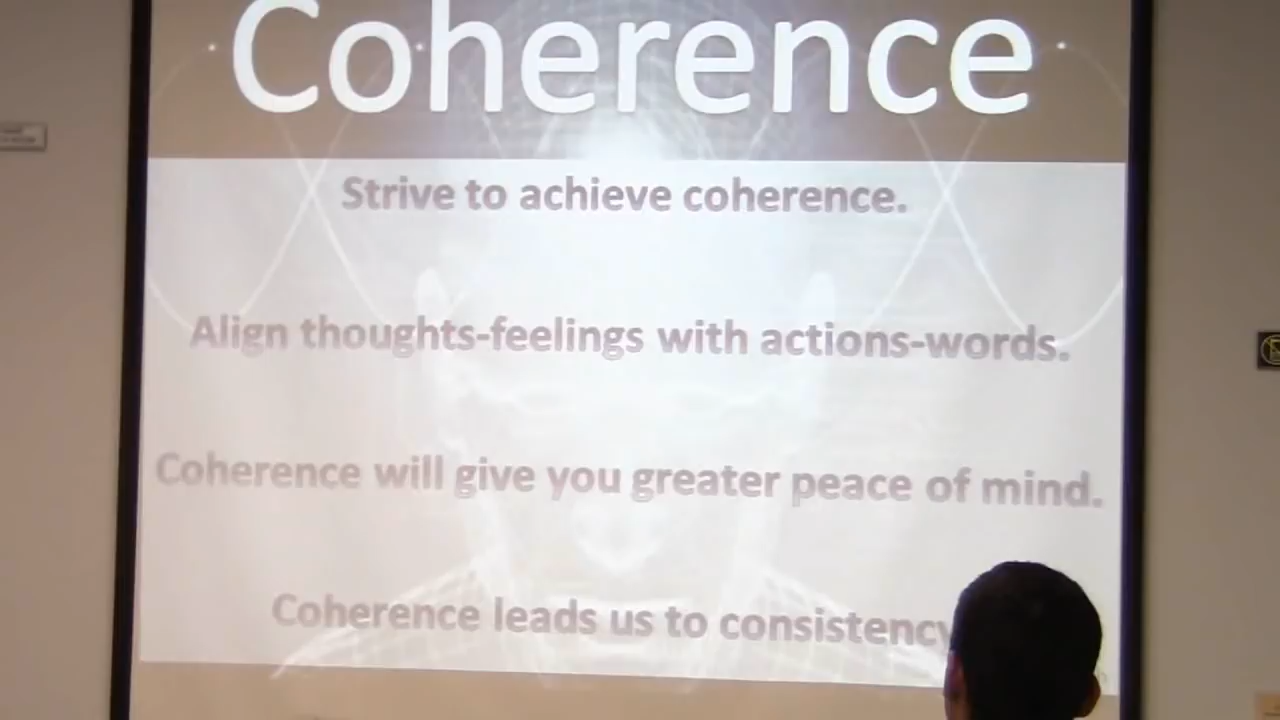 Coherence
Strive to achieve coherence.
Align thoughts-feelings with actions-words.
Coherence will give you greater peace of mind.
Coherence leads us to consistency